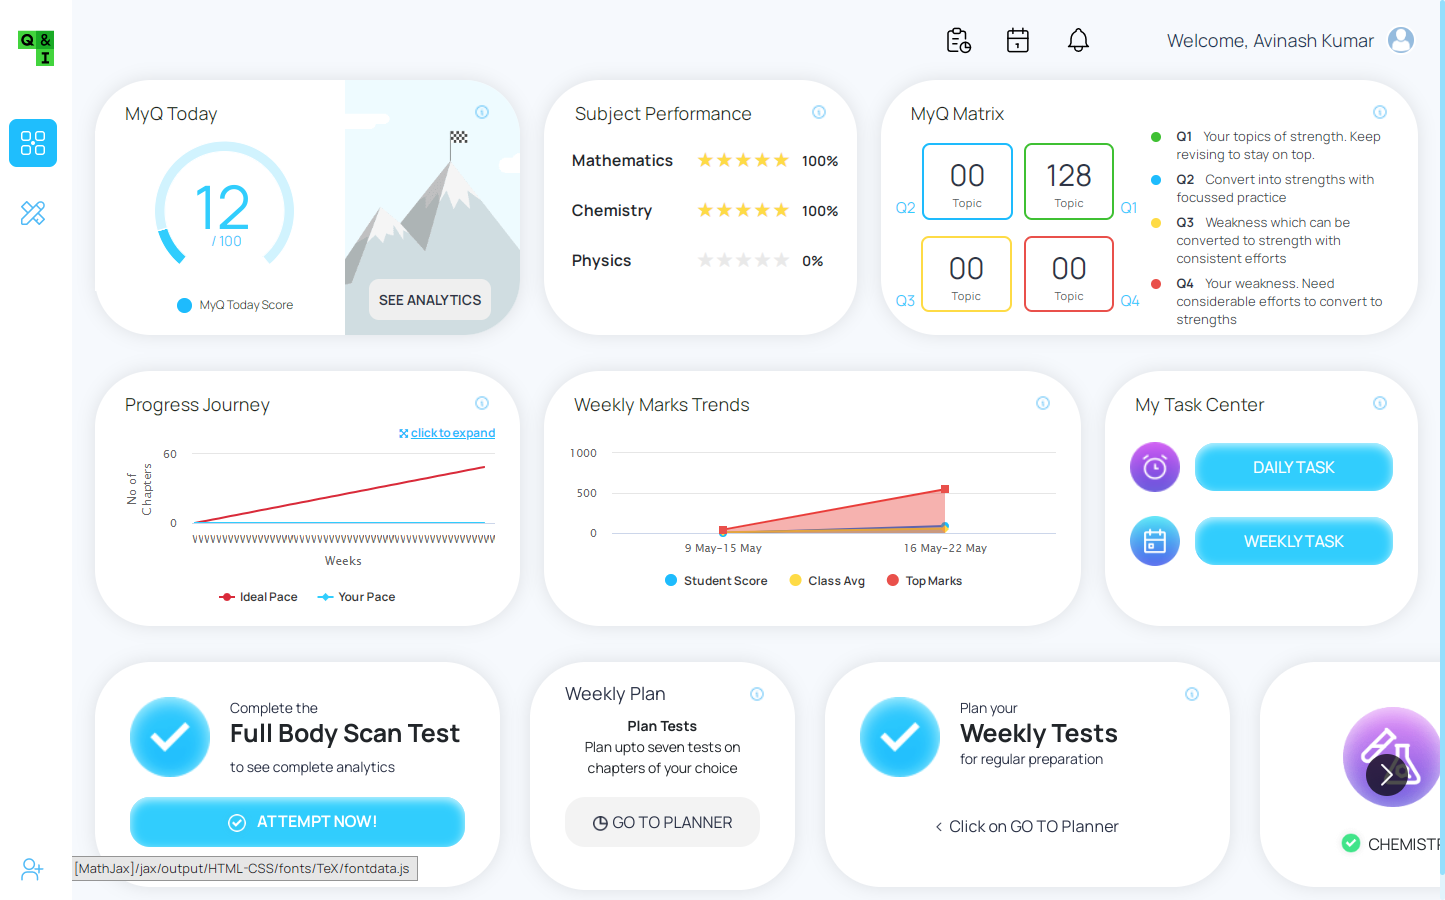 Q &
I
1
Welcome, Avinash Kumar
MyQ Today
12
/ 100
MyQ Today Score
SEE ANALYTICS
Subject Performance
Mathematics 100%
Chemistry 100%
Physics 0%
MyQ Matrix
Q2
00
Topic
128
Topic
Q1
Q3
00
Topic
00
Topic
Q4
Q1 Your topics of strength. Keep
revising to stay on top.
Q2 Convert into strengths with
focussed practice
Q3 Weakness which can be
converted to strength with
consistent efforts
Q4 Your weakness. Need
considerable efforts to convert to
strengths
Progress Journey
click to expand
No of
Chapters
60
0
Weeks
Ideal Pace Your Pace
Weekly Marks Trends
1000
500
0
9 May-15 May 16 May-22 May
Student Score Class Avg Top Marks
My Task Center
DAILY TASK
WEEKLY TASK
Complete the
Full Body Scan Test
to see complete analytics
ATTEMPT NOW!
Weekly Plan
Plan Tests
Plan upto seven tests on
chapters of your choice
GO TO PLANNER
Plan your
Weekly Tests
for regular preparation
< Click on GO TO Planner
CHEMISTR
[MathJax]/jax/output/HTML-CSS/fonts/TeX/fontdata.js